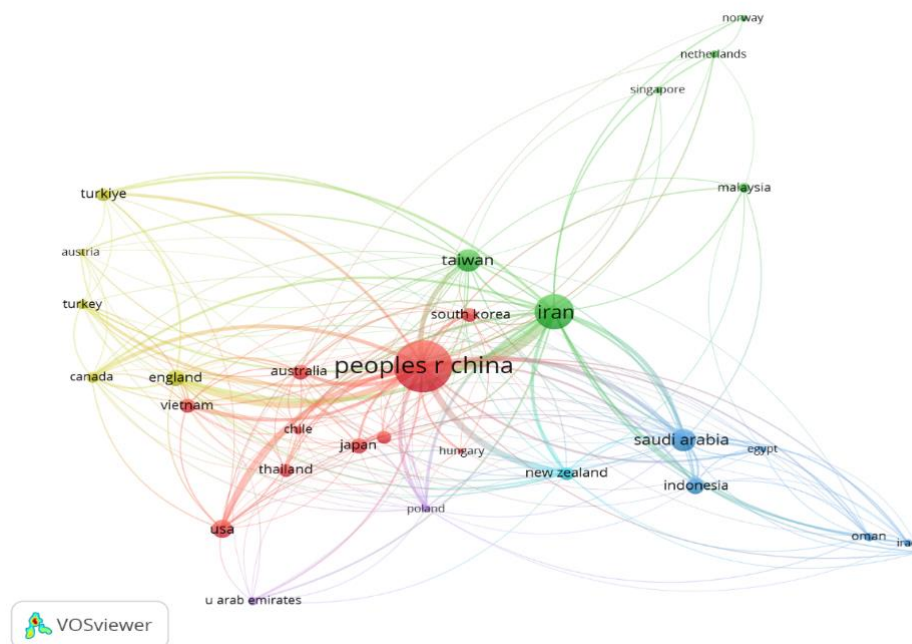 norway
netherlands
singapore
turkiye
malaysia
austria
taiwan
turkey
south korea
iran
peoples r china
canada
england
australia
vietnam
chile
japan
hungary
saudi arabia
egypt
thailand
new zealand
indonesia
poland
usa
oman
u arab emirates
VOSviewer